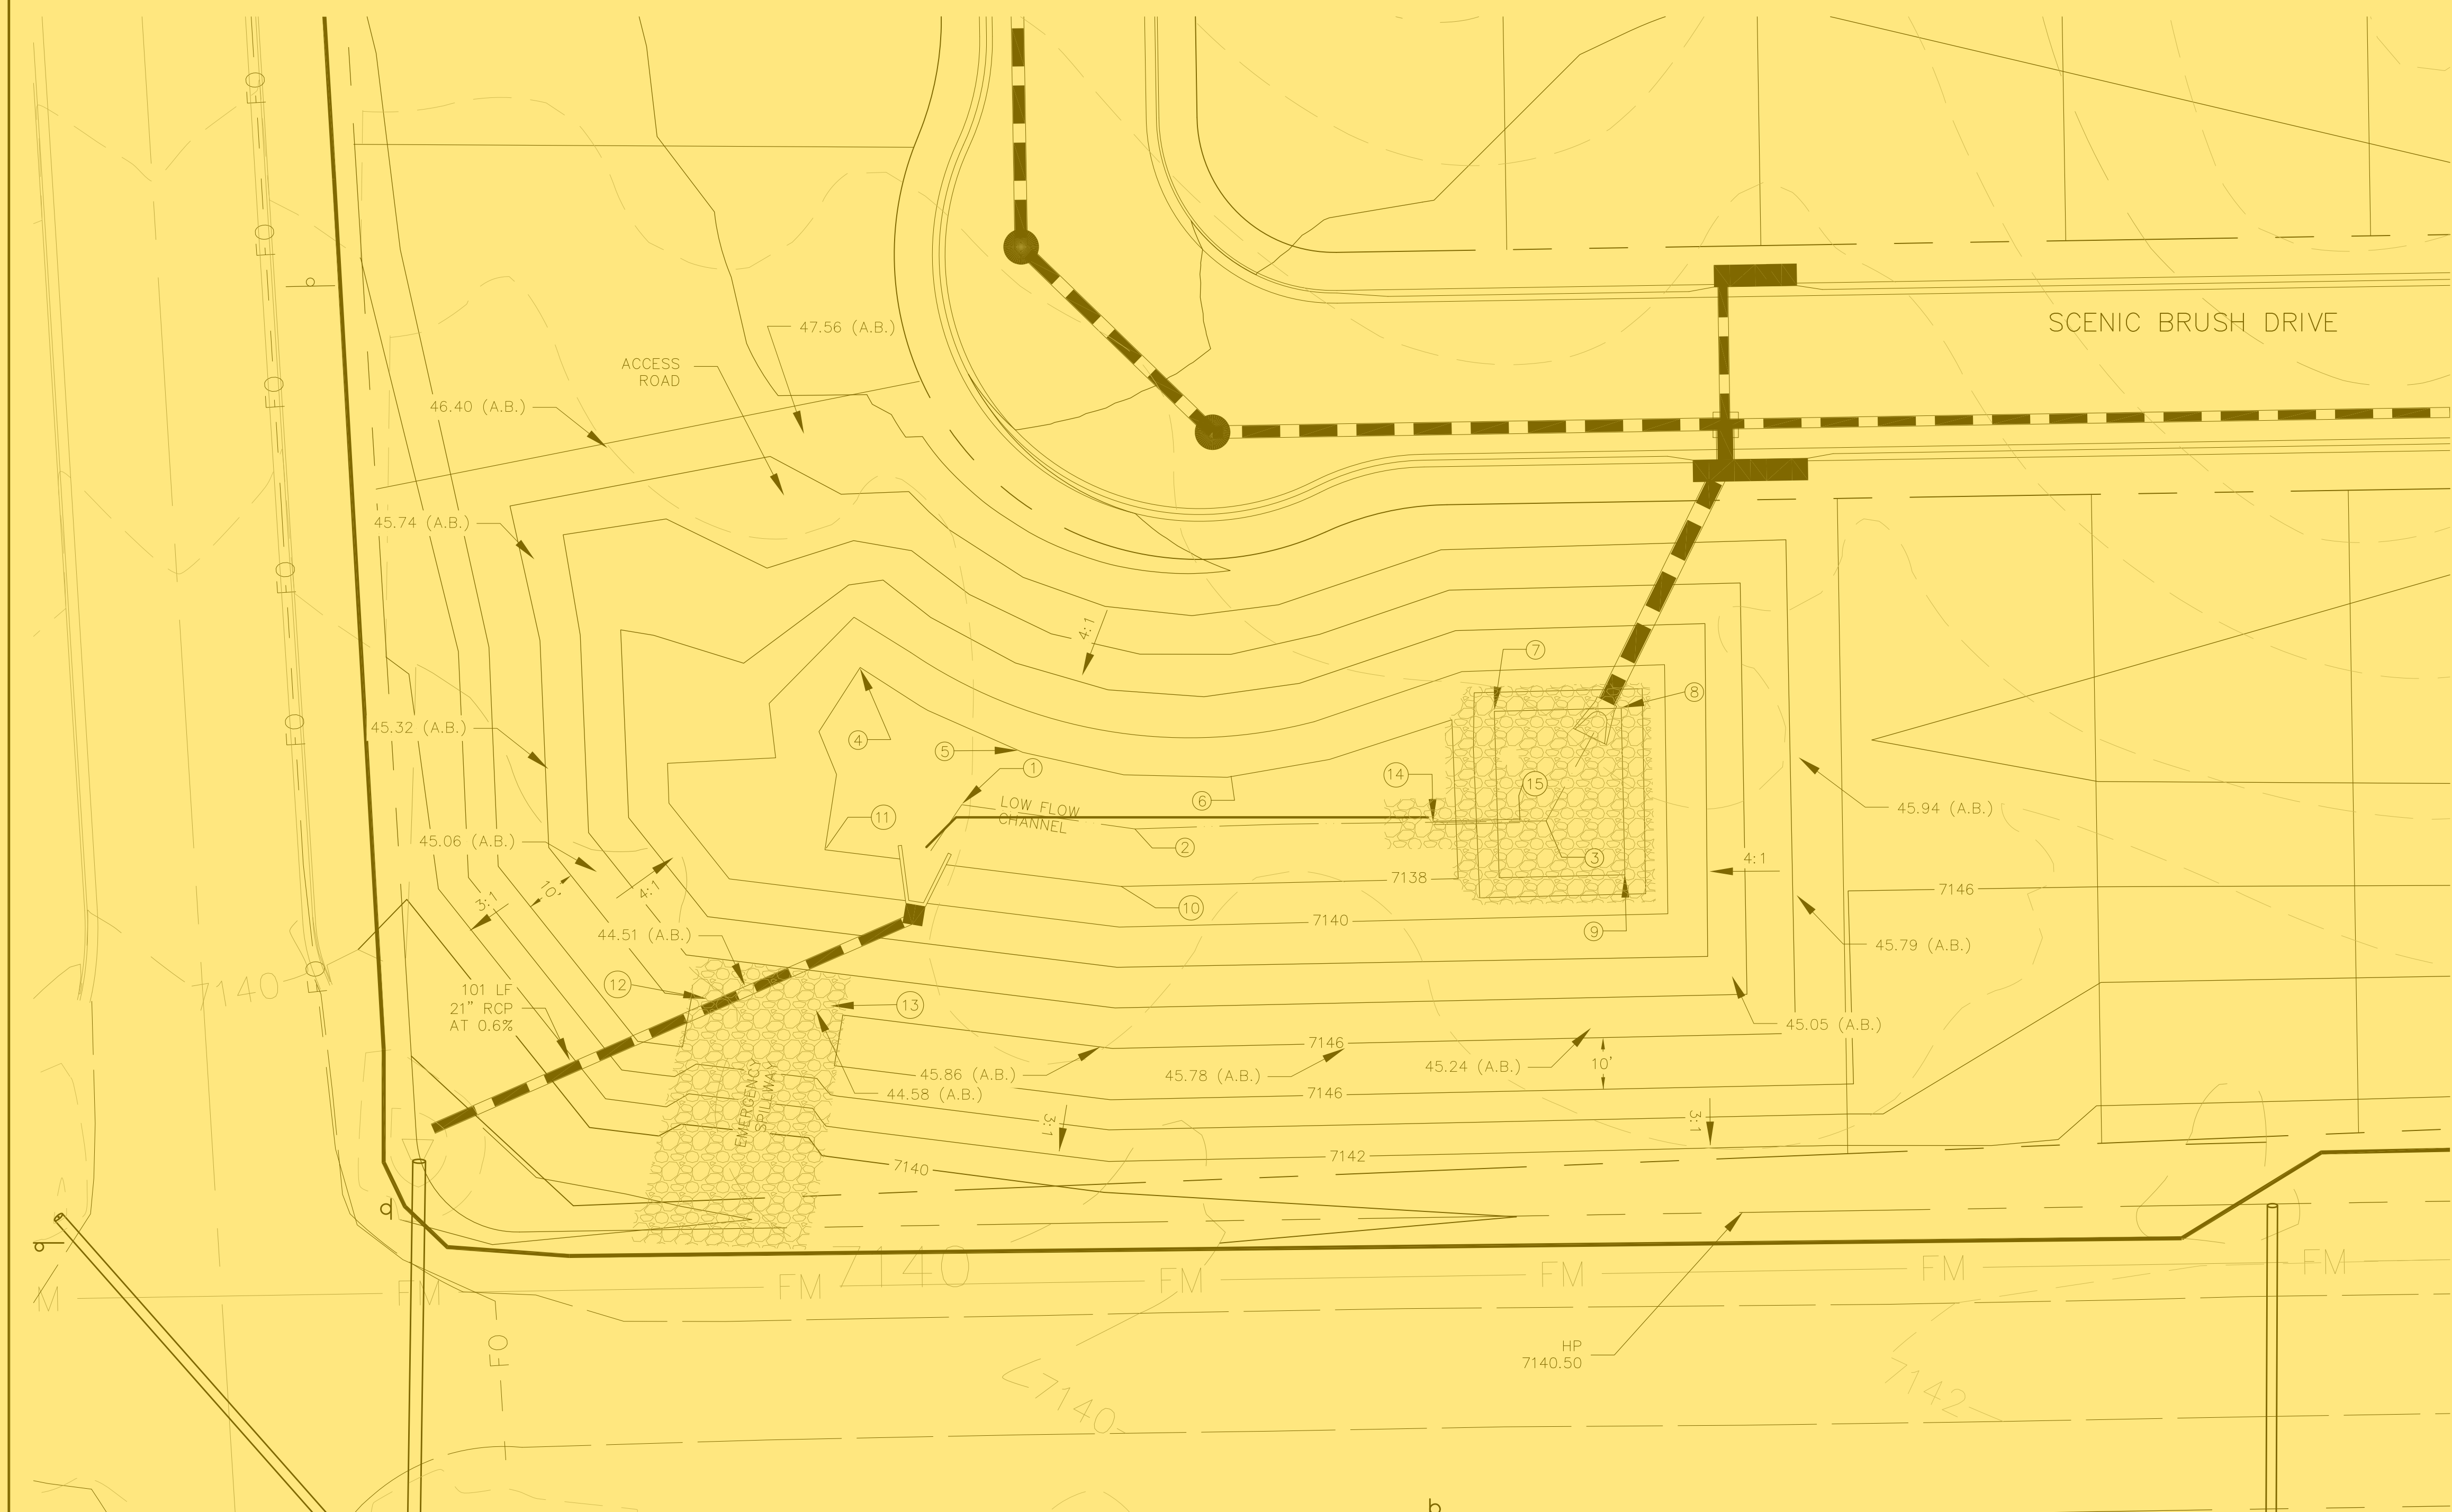 FO
FO
FO
FO
FO
FO
FO
SCENIC BRUSH DRIVE
47.56 (A.B.)
ACCESS
ROAD
46.40 (A.B.)
45.74 (A.B.)
4:1
7
8
45.32 (A.B.)
4
5
1
14
15
6
LOW FLOW
CHANNEL
11
2
3
45.94 (A.B.)
45.06 (A.B.)
4:1
10'
3:1
4:1
7138
7146
10
7140
9
44.51 (A.B.)
45.79 (A.B.)
12
13
7140
101 LF
21" RCP
AT 0.6%
45.05 (A.B.)
7146
10'
45.86 (A.B.)
45.78 (A.B.)
45.24 (A.B.)
44.58 (A.B.)
7146
EMERGENCY
SPILLWAY
3:1
3:1
7142
7140
7140
FM
FM
FM
FM
FM
FM
M
FO
HP
7140.50
7140
7142